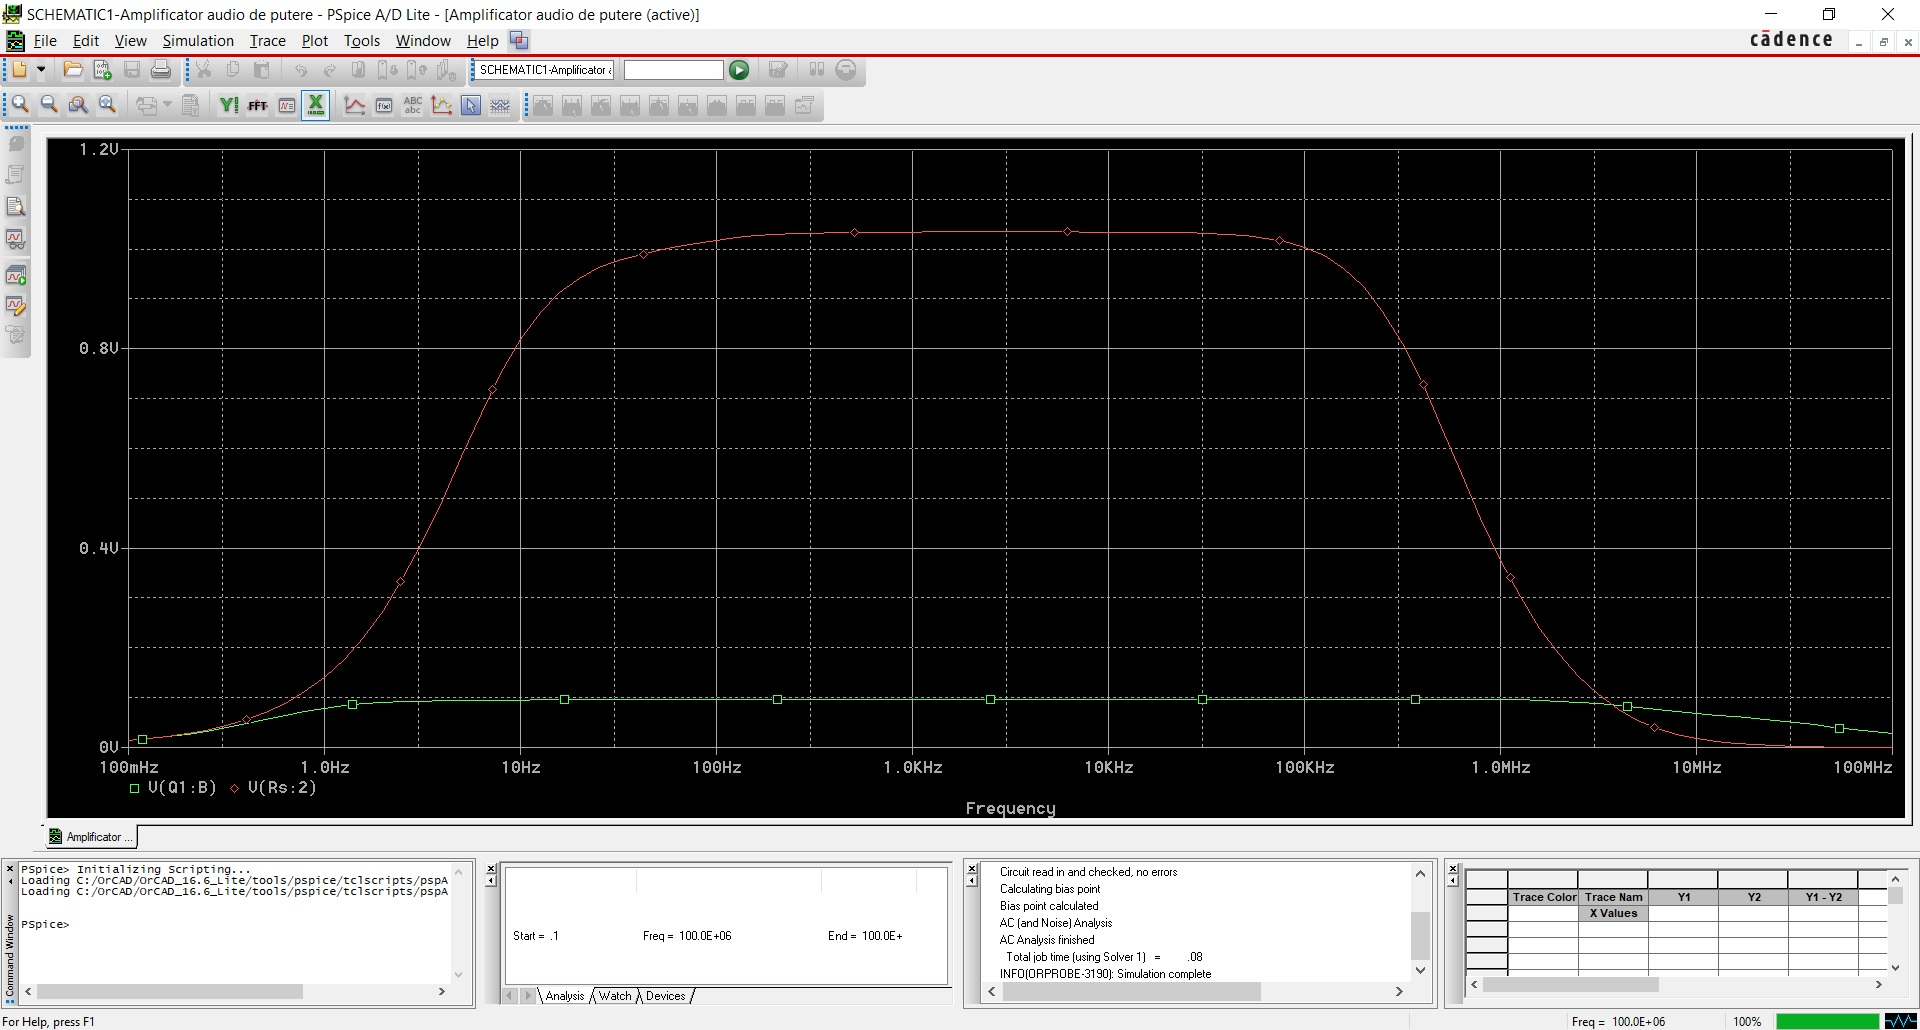 SCHEMATIC1-Amplificator audio de putere - PSpice A/D Lite - [Amplificator audio de putere (active)]
File Edit View Simulation Trace Plot Tools Window Help
cādence
SCHEMATIC1-Amplificator
Y! FFT
ABC
abc
1.2V
0.8V
0.4V
0V
100mHz 1.0Hz 10Hz 100Hz 1.0KHz 10KHz 100KHz 1.0MHz 10MHz 100MHz
V(Q1:B) V(Rs:2)
Frequency
Amplificator ...
Command Window
PSpice> Initializing Scripting...
Loading C:/OrCAD/OrCAD_16.6_Lite/tools/pspice/tclscripts/pspA
Loading C:/OrCAD/OrCAD_16.6_Lite/tools/pspice/tclscripts/pspA
PSpice>
Start = .1 Freq = 100.0E+06 End = 100.0E+
Analysis Watch Devices
Circuit read in and checked, no errors
Calculating bias point
Bias point calculated
AC (and Noise) Analysis
AC Analysis finished
Total job time (using Solver 1) = .08
INFO(ORPROBE-3190): Simulation complete
Trace Color Trace Nam Y1 Y2 Y1 - Y2
X Values
For Help, press F1
Freq = 100.0E+06 100%